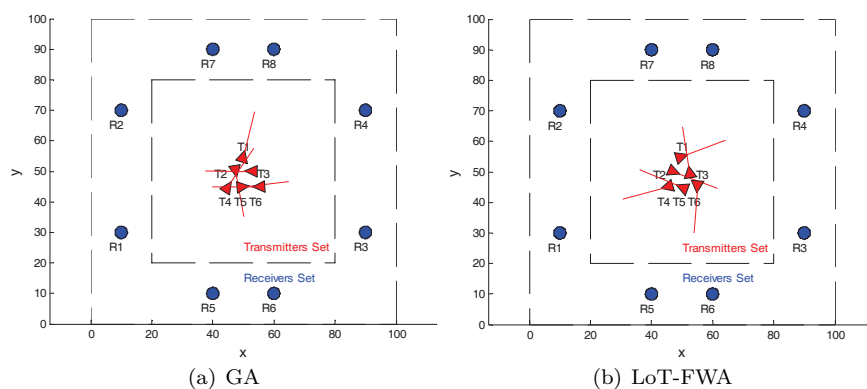 100
90
80
70
60
50
40
30
20
10
0
y
R7
R8
R2
R4
T1
T2
T3
T4
T5
T6
R1
R3
Transmitters Set
Receivers Set
R5
R6
0
20
40
60
80
100
x
(a) GA
100
90
80
70
60
50
40
30
20
10
0
y
R7
R8
R2
R4
T1
T2
T3
T4
T5
T6
R1
R3
Transmitters Set
Receivers Set
R5
R6
0
20
40
60
80
100
x
(b) LoT-FWA